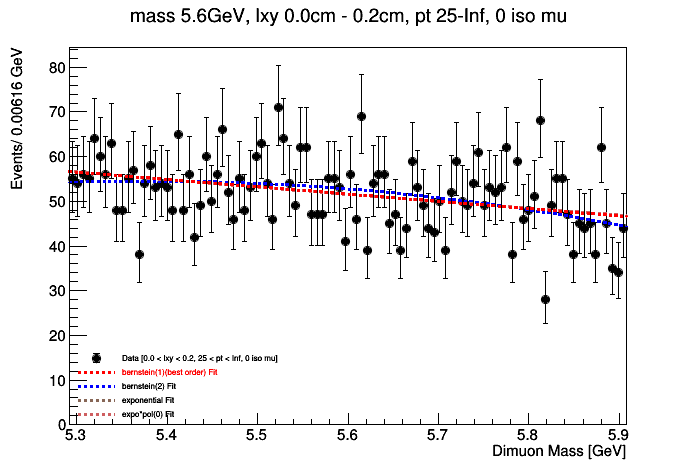 mass 5.6GeV, lxy 0.0cm - 0.2cm, pt 25-Inf, 0 iso mu
Events/ 0.00616 GeV
80
70
60
50
40
30
20
10
0
Data [0.0 < lxy < 0.2, 25 < pt < Inf, 0 iso mu]
bernstein(1)(best order) Fit
bernstein(2) Fit
exponential Fit
expo*pol(0) Fit
5.3 5.4 5.5 5.6 5.7 5.8 5.9
Dimuon Mass [GeV]